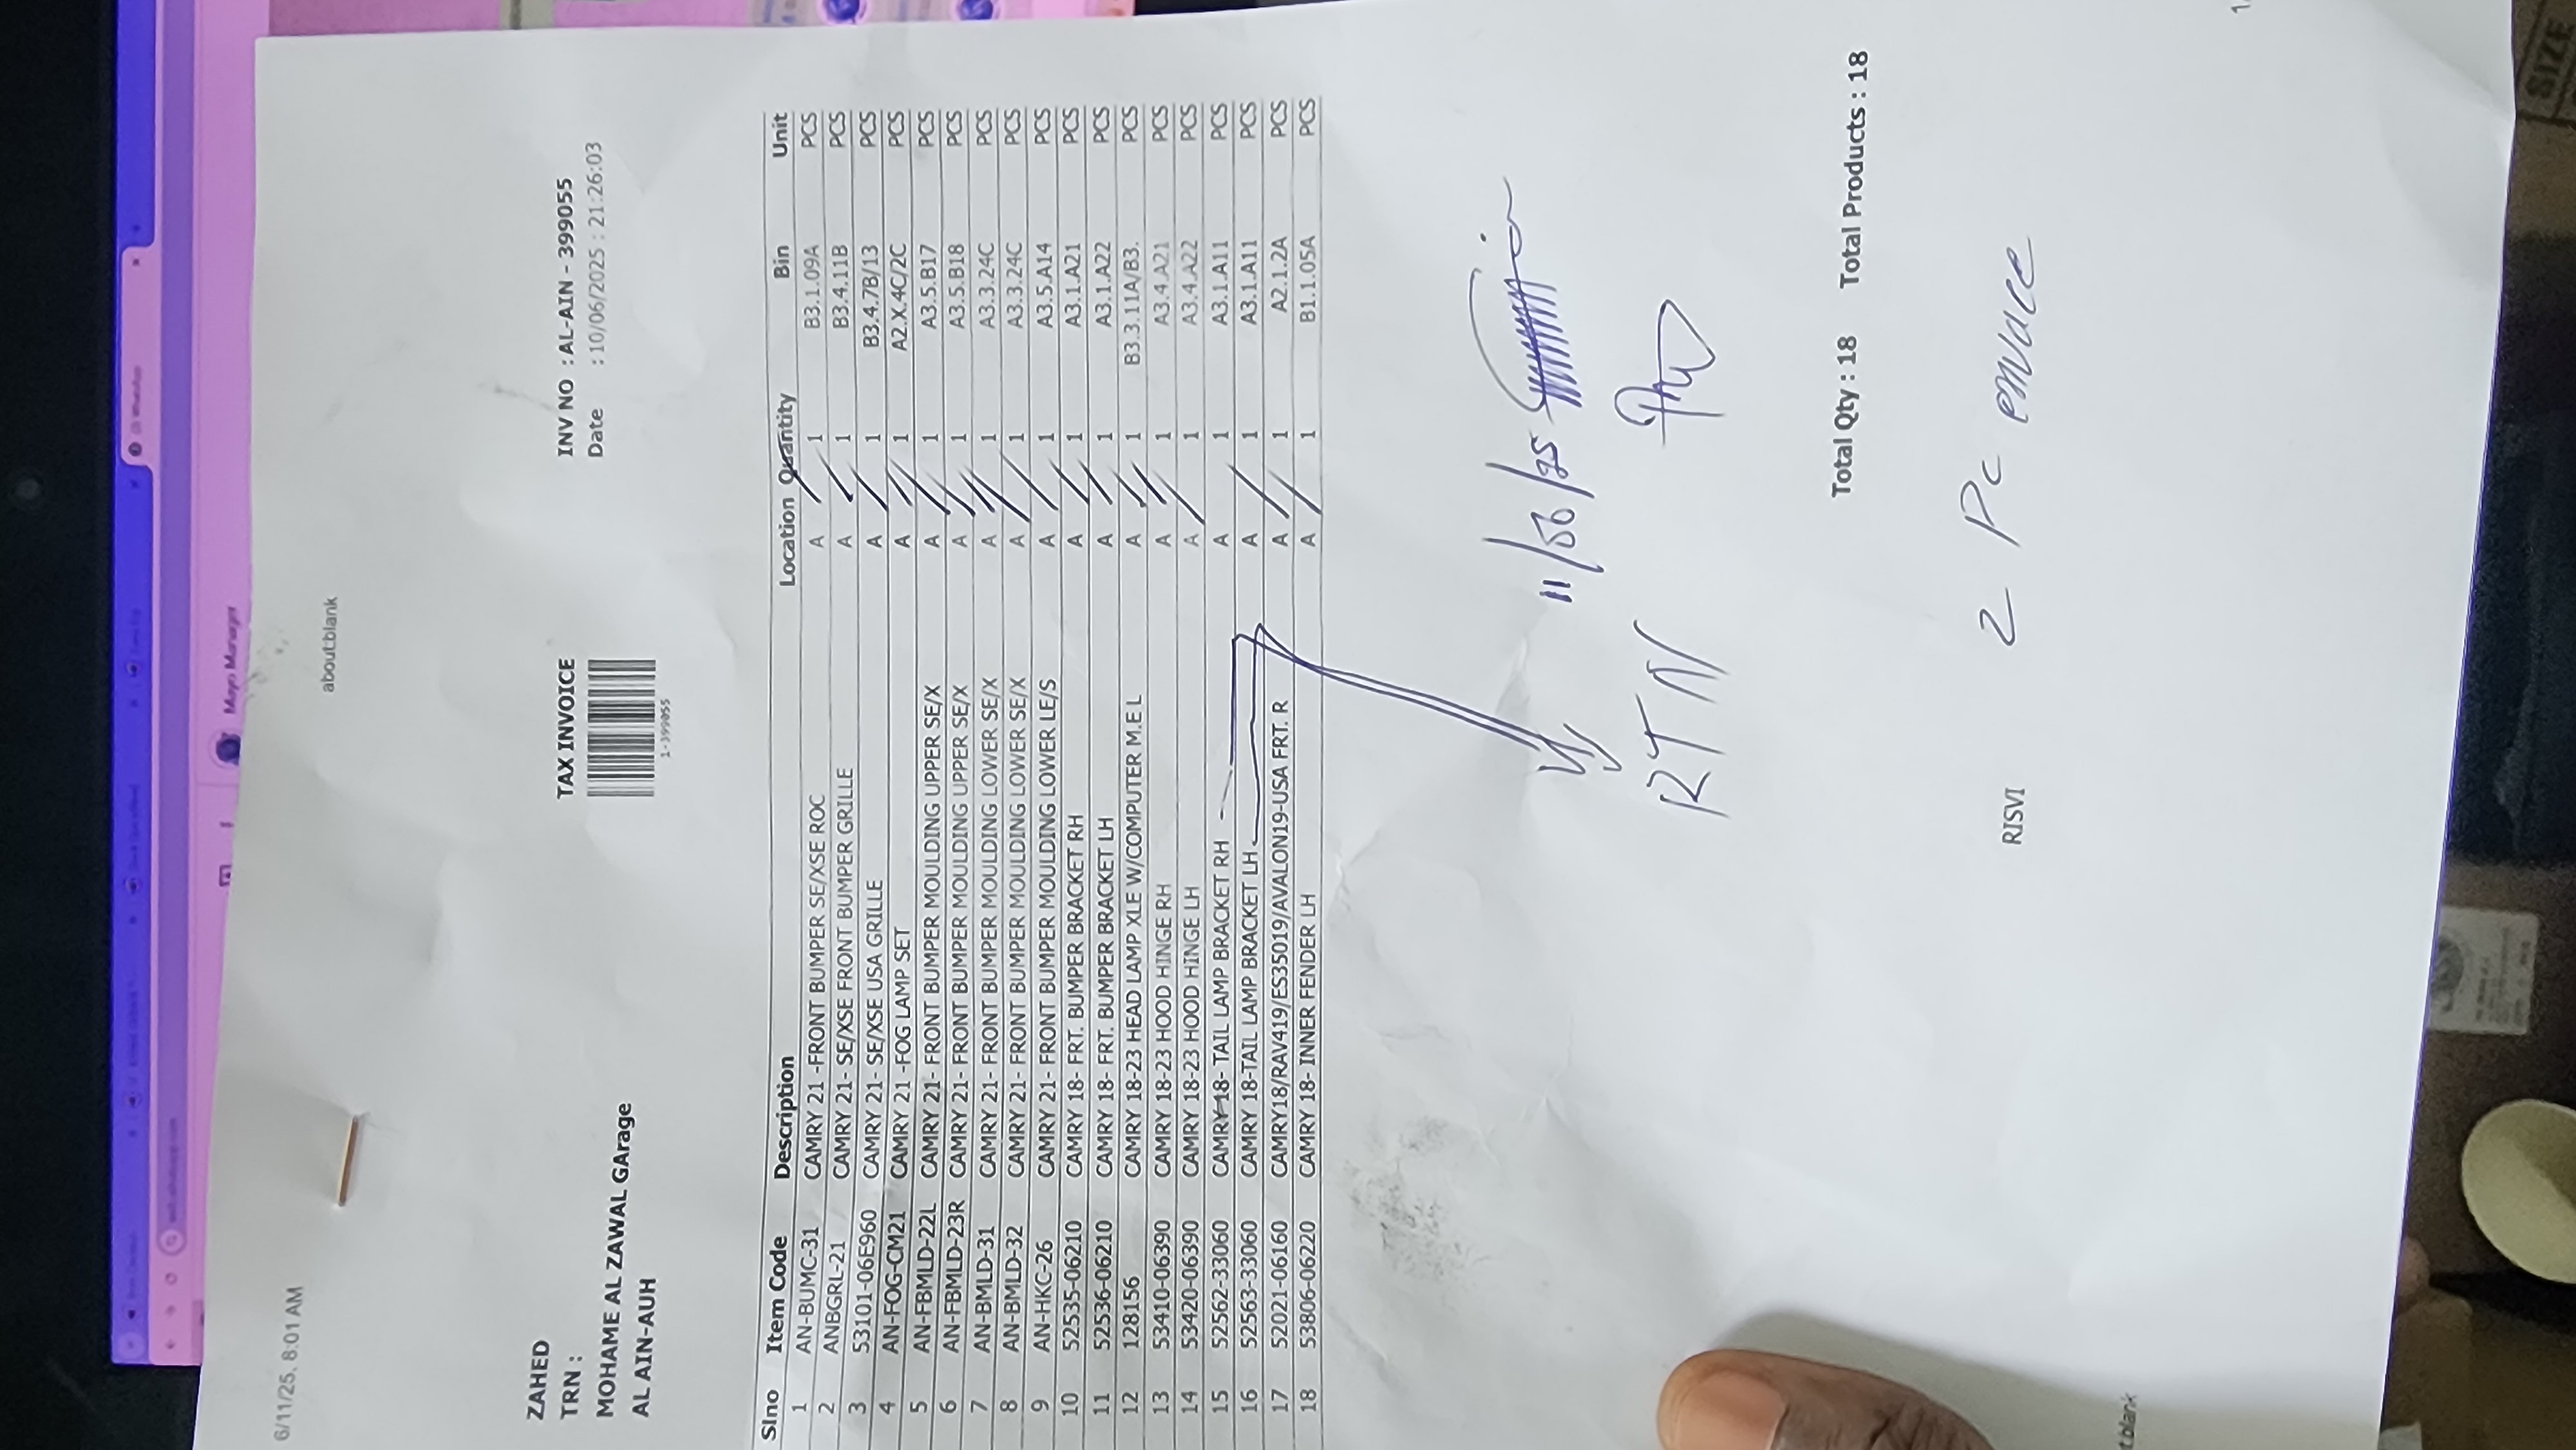 6/11/25, 8:01 AM
about:blank
ZAHED
TRN :
MOHAME AL ZAWAL GArage
AL AIN-AUH
TAX INVOICE
1-399055
INV NO : AL-AIN - 399055
Date : 10/06/2025 : 21:26:03
Slno Item Code Description Location Quantity Bin Unit
1 AN-BUMC-31 CAMRY 21 -FRONT BUMPER SE/XSE ROC A 1 B3.1.09A PCS
2 ANBGRL-21 CAMRY 21- SE/XSE FRONT BUMPER GRILLE A 1 B3.4.11B PCS
3 53101-06E960 CAMRY 21- SE/XSE USA GRILLE A 1 B3.4.7B/13 PCS
4 AN-FOG-CM21 CAMRY 21 -FOG LAMP SET A 1 A2.X.4C/2C PCS
5 AN-FBMLD-22L CAMRY 21- FRONT BUMPER MOULDING UPPER SE/X A 1 A3.5.B17 PCS
6 AN-FBMLD-23R CAMRY 21- FRONT BUMPER MOULDING UPPER SE/X A 1 A3.5.B18 PCS
7 AN-BMLD-31 CAMRY 21- FRONT BUMPER MOULDING LOWER SE/X A 1 A3.3.24C PCS
8 AN-BMLD-32 CAMRY 21- FRONT BUMPER MOULDING LOWER SE/X A 1 A3.3.24C PCS
9 AN-HKC-26 CAMRY 21- FRONT BUMPER MOULDING LOWER LE/S A 1 A3.5.A14 PCS
10 52535-06210 CAMRY 18- FRT. BUMPER BRACKET RH A 1 A3.1.A21 PCS
11 52536-06210 CAMRY 18- FRT. BUMPER BRACKET LH A 1 A3.1.A22 PCS
12 128156 CAMRY 18-23 HEAD LAMP XLE W/COMPUTER M.E L A 1 B3.3.11A/B3. PCS
13 53410-06390 CAMRY 18-23 HOOD HINGE RH A 1 A3.4.A21 PCS
14 53420-06390 CAMRY 18-23 HOOD HINGE LH A 1 A3.4.A22 PCS
15 52562-33060 CAMRY 18- TAIL LAMP BRACKET RH A 1 A3.1.A11 PCS
16 52563-33060 CAMRY 18-TAIL LAMP BRACKET LH A 1 A3.1.A11 PCS
17 52021-06160 CAMRY18/RAV419/ES35019/AVALON19-USA FRT. R A 1 A2.1.2A PCS
18 53806-06220 CAMRY 18- INNER FENDER LH A 1 B1.1.05A PCS
11/06/25
RTN
Total Qty : 18 Total Products : 18
2 Pc
RISVI
Mayo Manager
SIZE